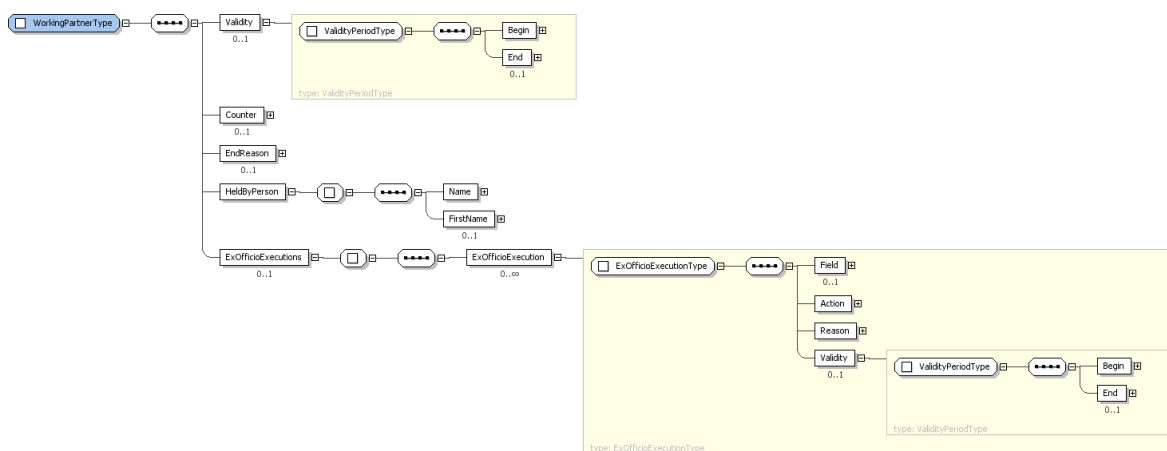 WorkingPartnerType
Validity
0..1
ValidityPeriodType
Begin
End
0..1
type: ValidityPeriodType
Counter
0..1
EndReason
0..1
HeldByPerson
Name
FirstName
0..1
ExOfficioExecutions
0..1
ExOfficioExecution
0..∞
ExOfficioExecutionType
Field
0..1
Action
Reason
Validity
0..1
ValidityPeriodType
Begin
End
0..1
type: ValidityPeriodType
type: ExOfficioExecutionType